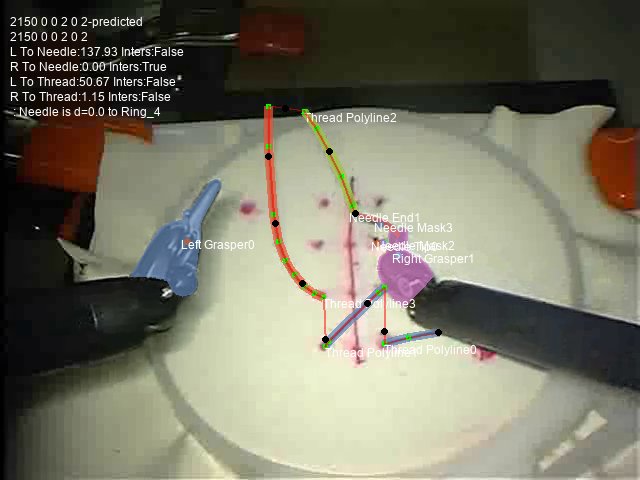 2150 0 0 2 0 2-predicted
2150 0 0 2 0 2
L To Needle:137.93 Inters:False
R To Needle:0.00 Inters:True
L To Thread:50.67 Inters:False
R To Thread:1.15 Inters:False
: Needle is d=0.0 to Ring_4
Thread Polyline2
Needle End1
Needle Mask3
Left Grasper0
Mask2
Right Grasper1
Thread Polyline3
Thread
Thread Polyline0